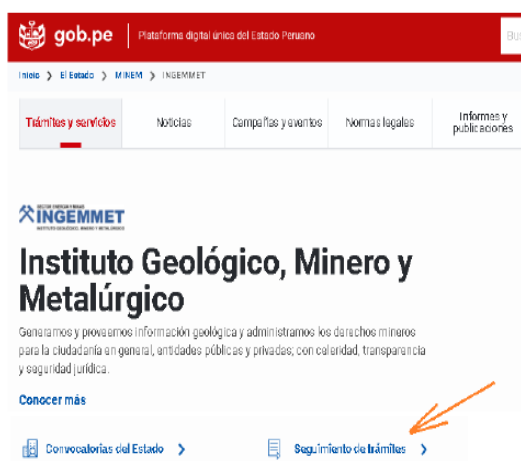 gob.pe Plataforma digital única del Estado Peruano
Inicio > El Estado > MINEM > INGEMMET
Trámites y servicios Noticias Campañas y eventos Normas legales Informes y publicaciones
INGEMMET
Instituto Geológico, Minero y
Metalúrgico
Generamos y proveemos información geológica y administramos los derechos mineros
para la ciudadanía en general, entidades públicas y privadas; con celeridad, transparencia
y seguridad jurídica.
Conocer más
Convocatorias del Estado > Seguimiento de trámites >